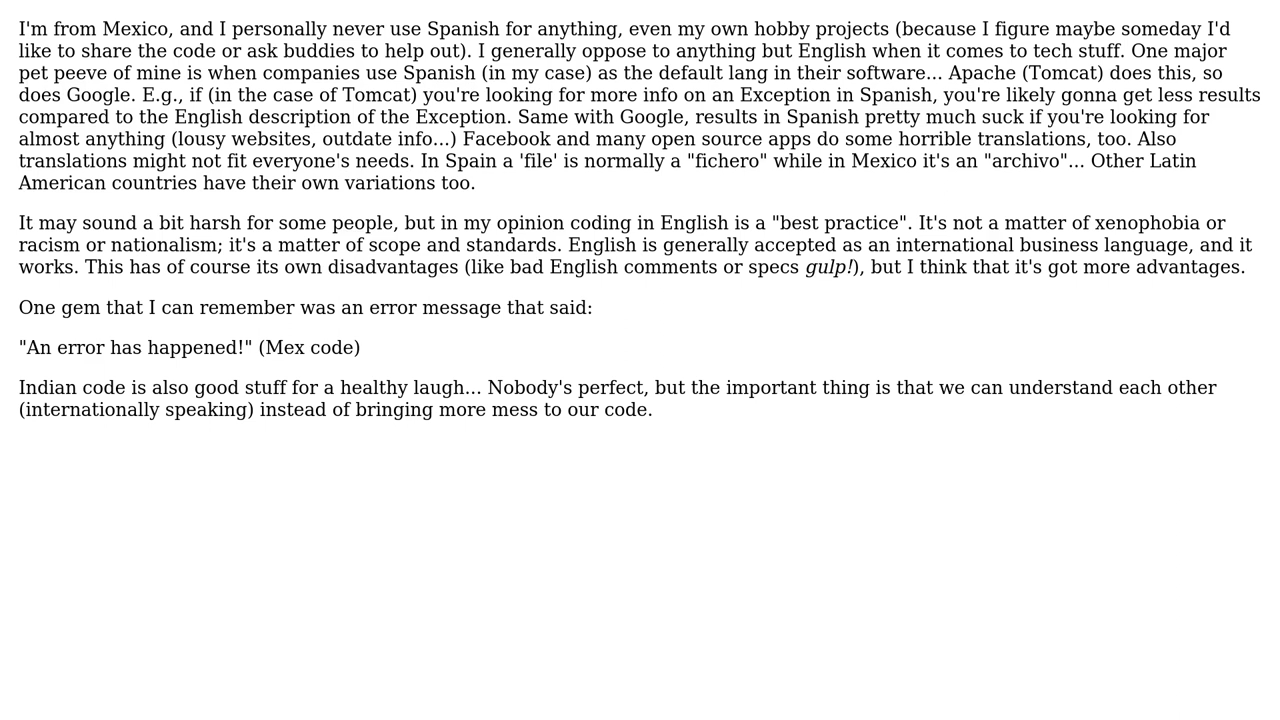 I'm from Mexico, and I personally never use Spanish for anything, even my own hobby projects (because I figure maybe someday I'd
like to share the code or ask buddies to help out). I generally oppose to anything but English when it comes to tech stuff. One major
pet peeve of mine is when companies use Spanish (in my case) as the default lang in their software... Apache (Tomcat) does this, so
does Google. E.g., if (in the case of Tomcat) you're looking for more info on an Exception in Spanish, you're likely gonna get less results
compared to the English description of the Exception. Same with Google, results in Spanish pretty much suck if you're looking for
almost anything (lousy websites, outdate info...) Facebook and many open source apps do some horrible translations, too. Also
translations might not fit everyone's needs. In Spain a 'file' is normally a "fichero" while in Mexico it's an "archivo"... Other Latin
American countries have their own variations too.
It may sound a bit harsh for some people, but in my opinion coding in English is a "best practice". It's not a matter of xenophobia or
racism or nationalism; it's a matter of scope and standards. English is generally accepted as an international business language, and it
works. This has of course its own disadvantages (like bad English comments or specs gulp!), but I think that it's got more advantages.
One gem that I can remember was an error message that said:
"An error has happened!" (Mex code)
Indian code is also good stuff for a healthy laugh... Nobody's perfect, but the important thing is that we can understand each other
(internationally speaking) instead of bringing more mess to our code.